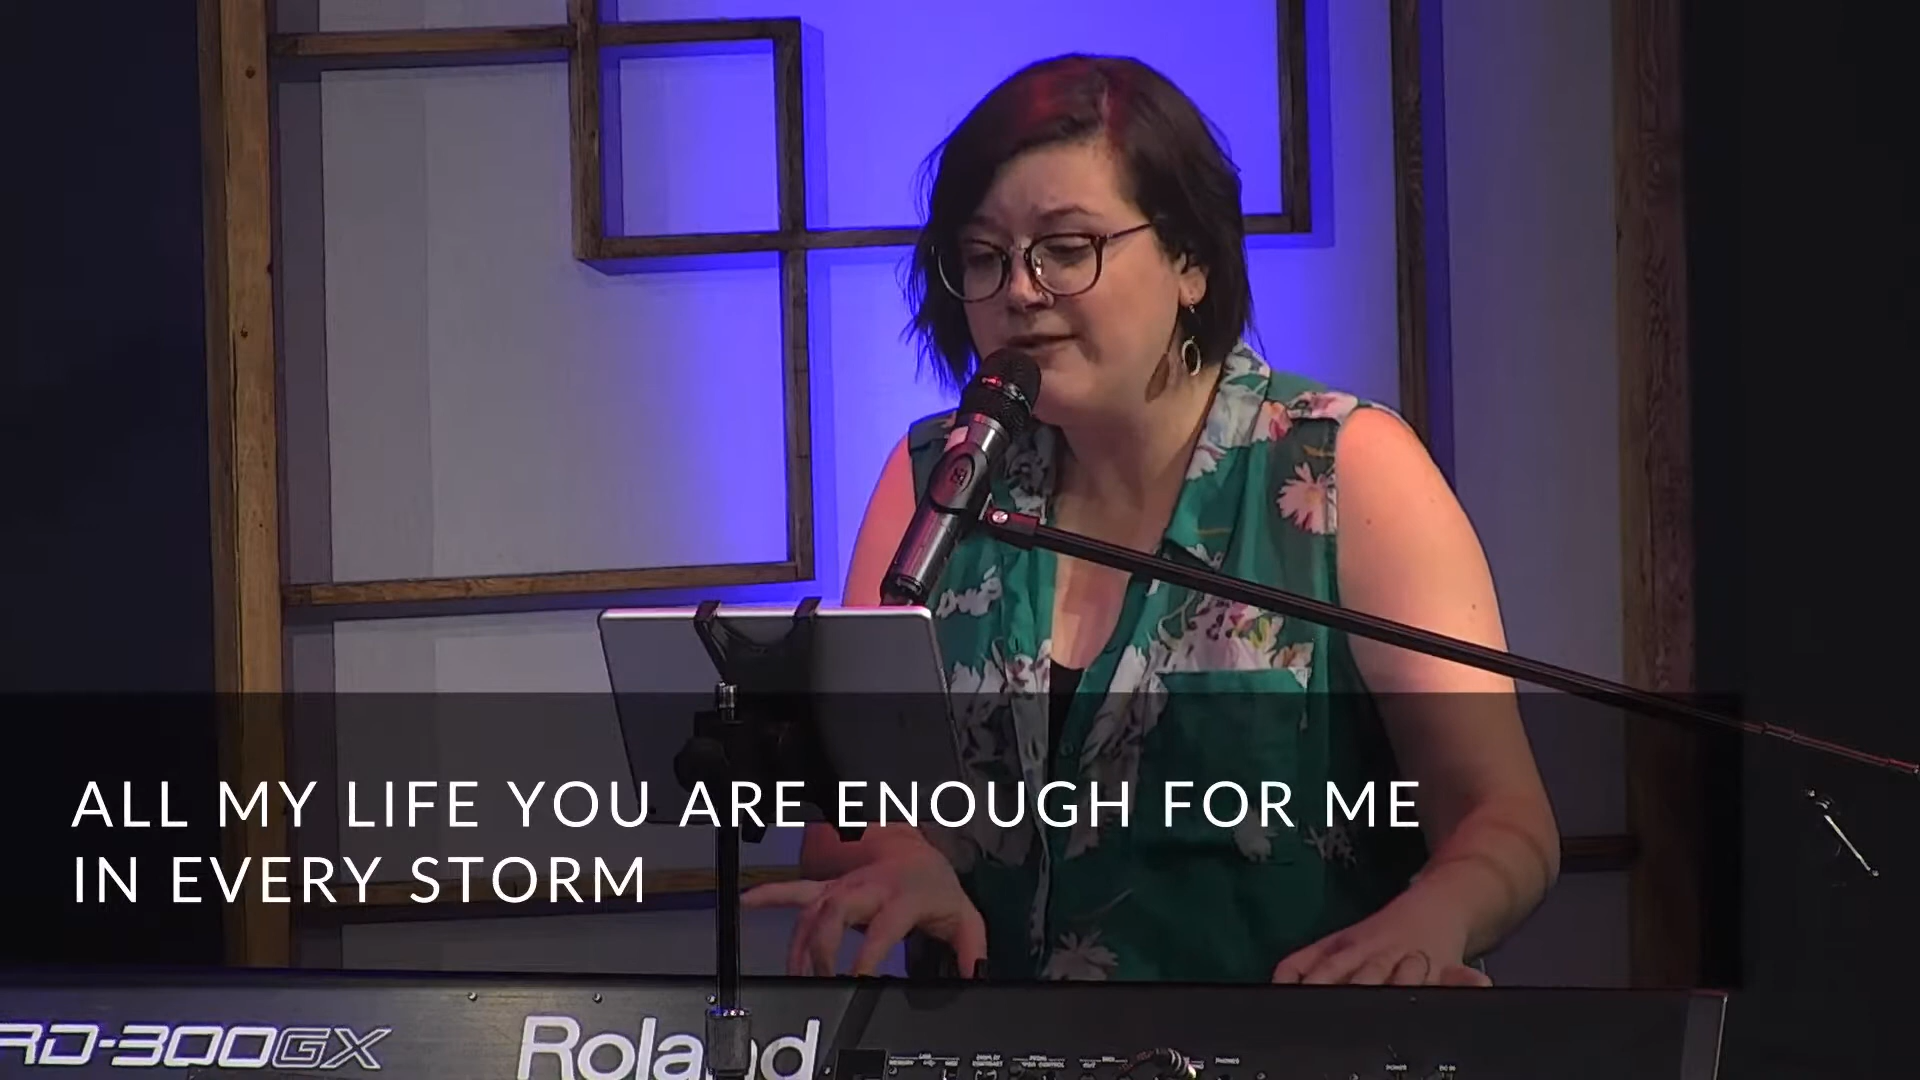 ALL MY LIFE YOU ARE ENOUGH FOR ME
IN EVERY STORM
RD-300GX
Roland